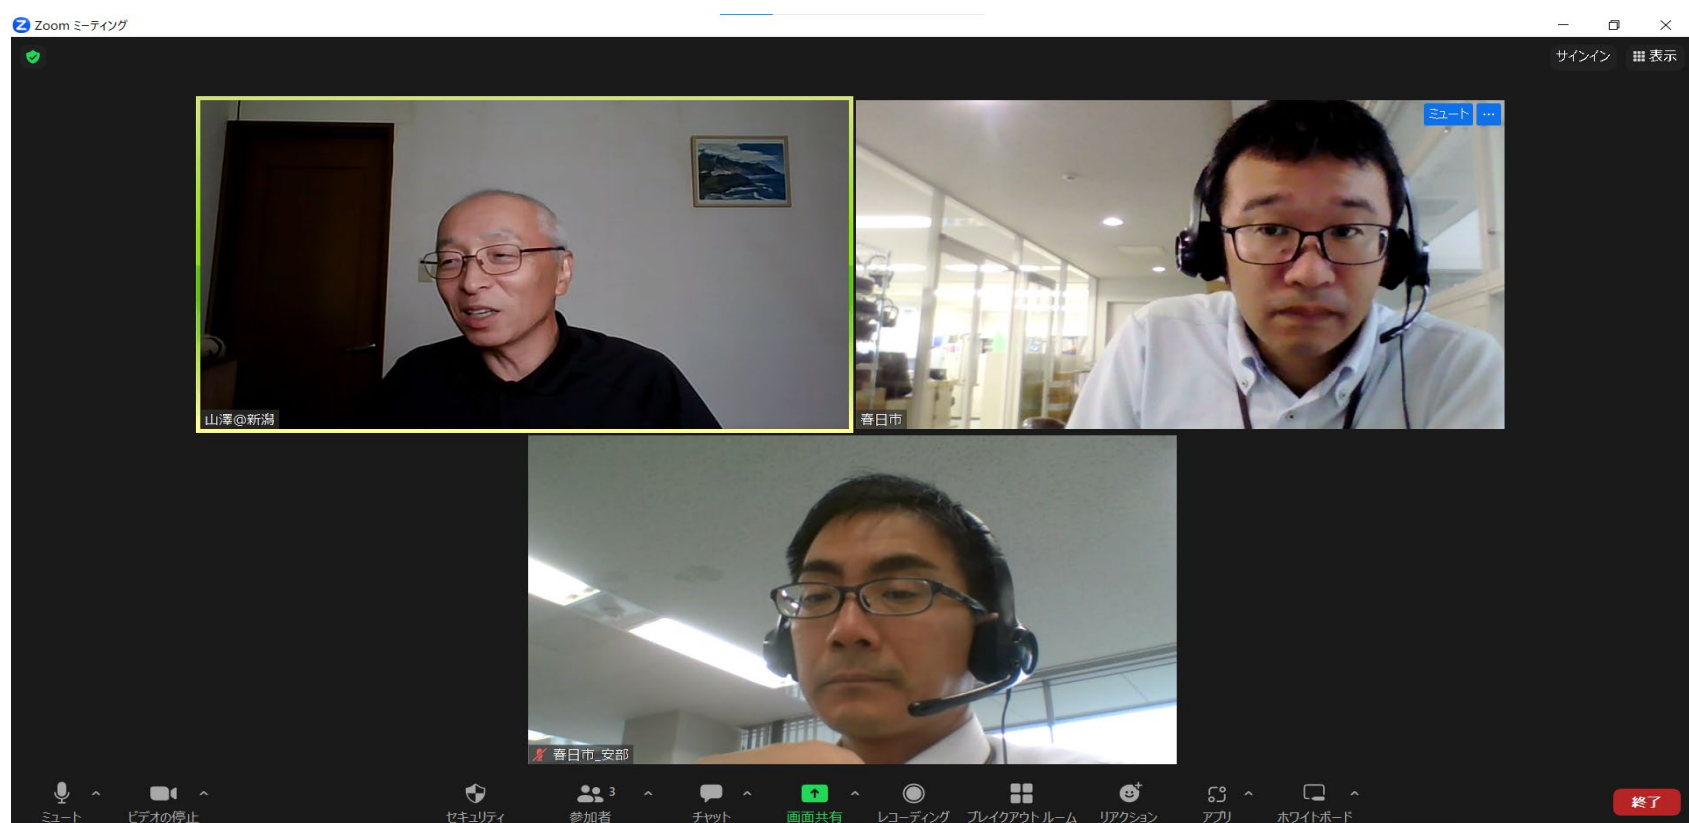 Zoom ミーティング
サインイン
表示
ミュート
山澤@新潟
春日市
春日市_安部
ミュート
ビデオの停止
セキュリティ
3
参加者
チャット
画面共有
レコーディング
ブレイクアウト ルーム
リアクション
アプリ
ホワイトボード
終了